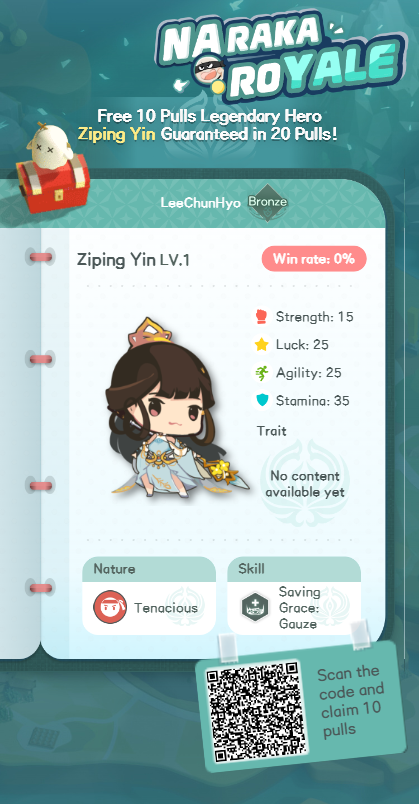 NARAKA
ROYALE
Free 10 Pulls Legendary Hero
Ziping Yin Guaranteed in 20 Pulls!
LeeChunHyo Bronze
Ziping Yin LV.1
Win rate: 0%
Strength: 15
Luck: 25
Agility: 25
Stamina: 35
Trait
No content
available yet
Nature
Tenacious
Skill
Saving
Grace:
Gauze
Scan the
code and
claim 10
pulls